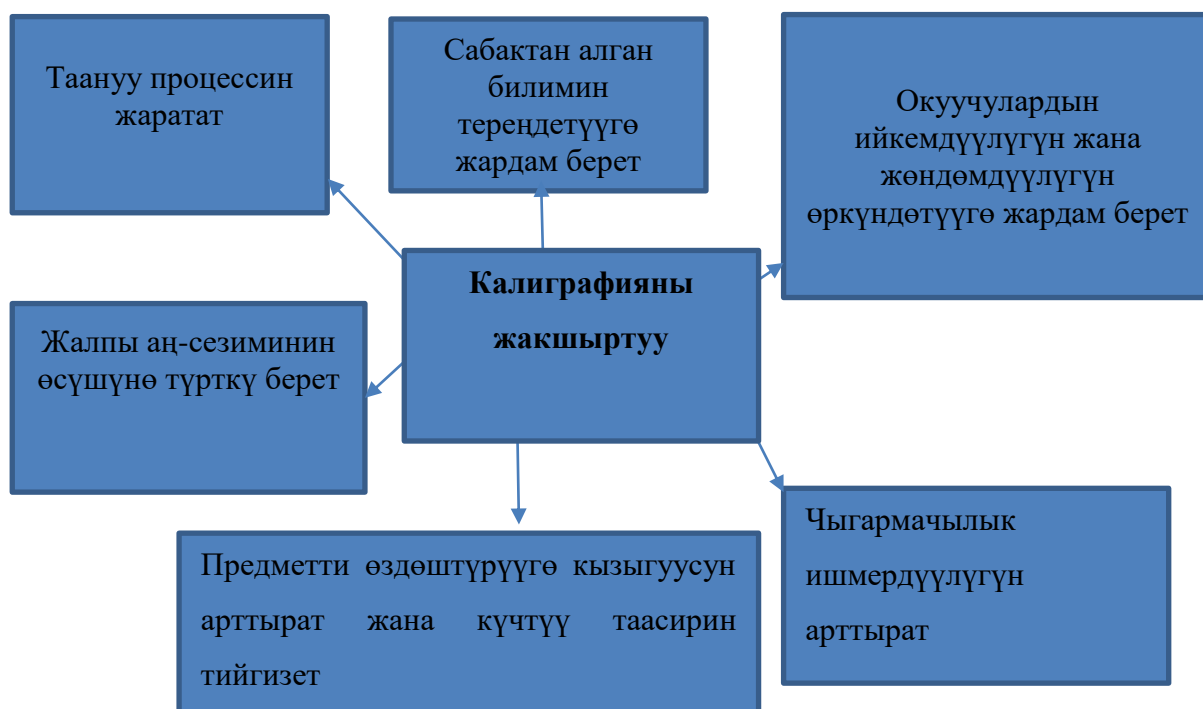 Таануу процессин
жаратат
Сабактан алган
билимин
тереңдетүүгө
жардам берет
Окуучулардын
ийкемдүүлүгүн жана
жөндөмдүүлүгүн
өркүндөтүүгө жардам берет
Калиграфияны
жакшыртуу
Жалпы аң-сезиминин
өсүшүнө түрткү берет
Предметти өздөштүрүүгө кызыгуусун
арттырат жана күчтүү таасирин
тийгизет
Чыгармачылык
ишмердүүлүгүн
арттырат